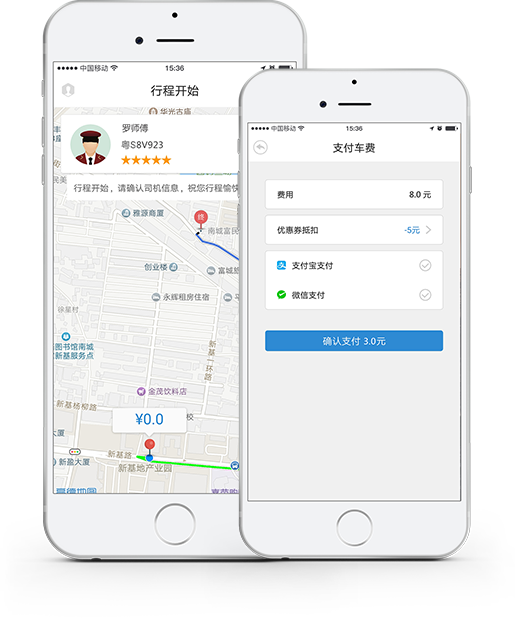 中国移动
15:36
行程开始
华光古庙
罗师傅
粤S8V923
行程开始，请确认司机信息，祝您行程愉快
雅源商厦
终
南城富民
创业楼
富城
永辉租房住宿
徐屋村
图书馆南城
新基服务点
新基一环路
金茂饮料店
新基杨柳路
¥0.0
校
大厦
新基路
新盈大厦
新基地产业园
高德地图
中国移动
15:36
支付车费
费用
8.0 元
优惠券抵扣
-5元
支付宝支付
微信支付
确认支付 3.0元